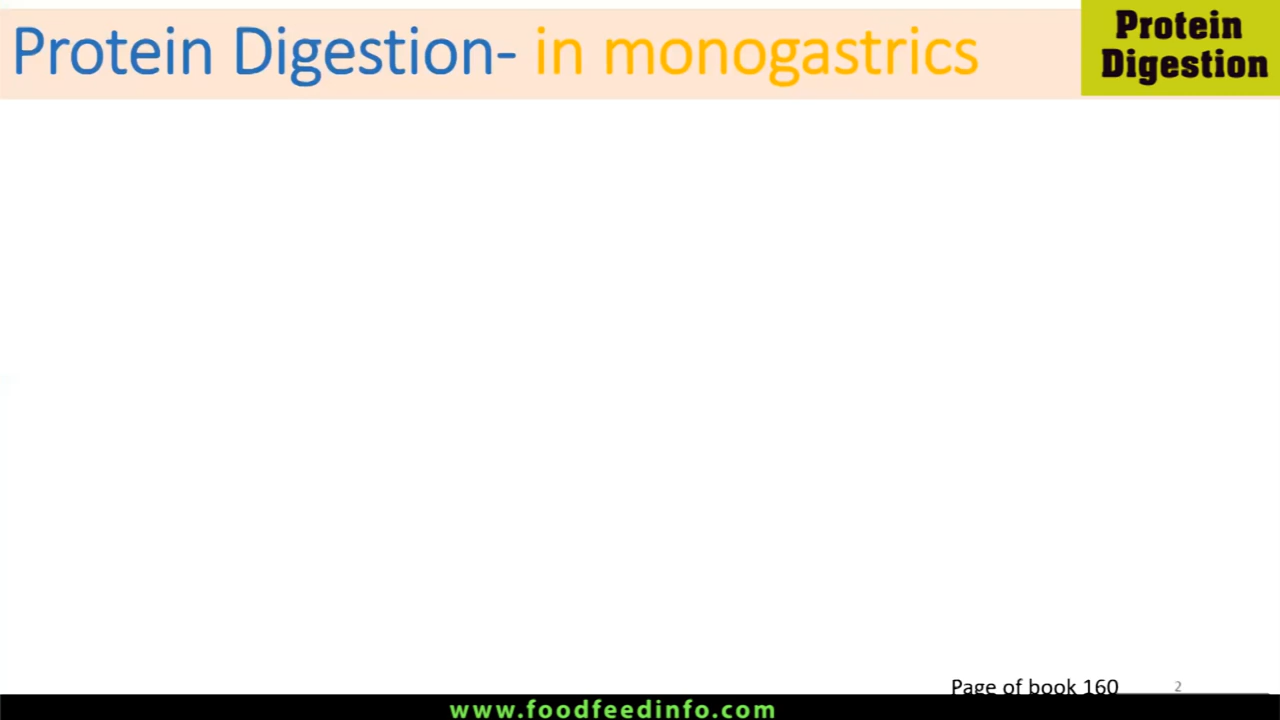 Protein Digestion- in monogastrics
Protein
Digestion
Page of book 160
2
www.foodfeedinfo.com